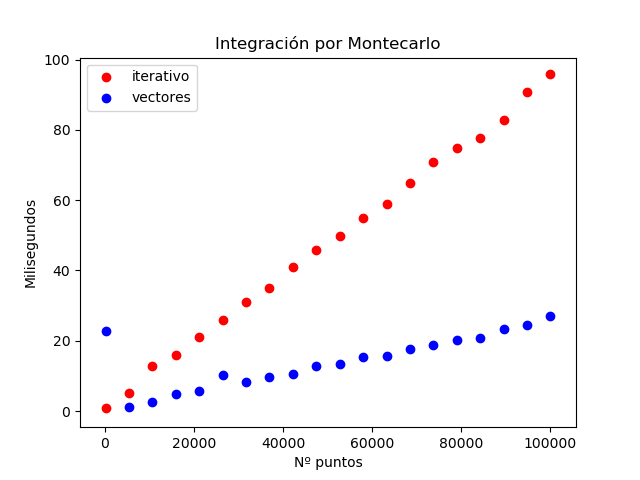 Integración por Montecarlo
iterativo
vectores
Milisegundos
100
80
60
40
20
0
0 20000 40000 60000 80000 100000
Nº puntos